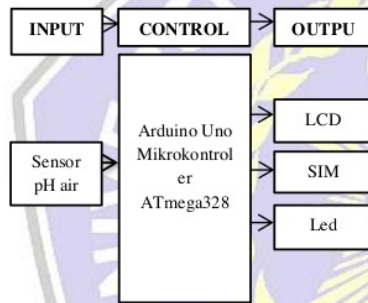 INPUT
CONTROL
OUTPU
Sensor
pH air
Arduino Uno
Mikrokontrol
er
ATmega328
LCD
SIM
Led